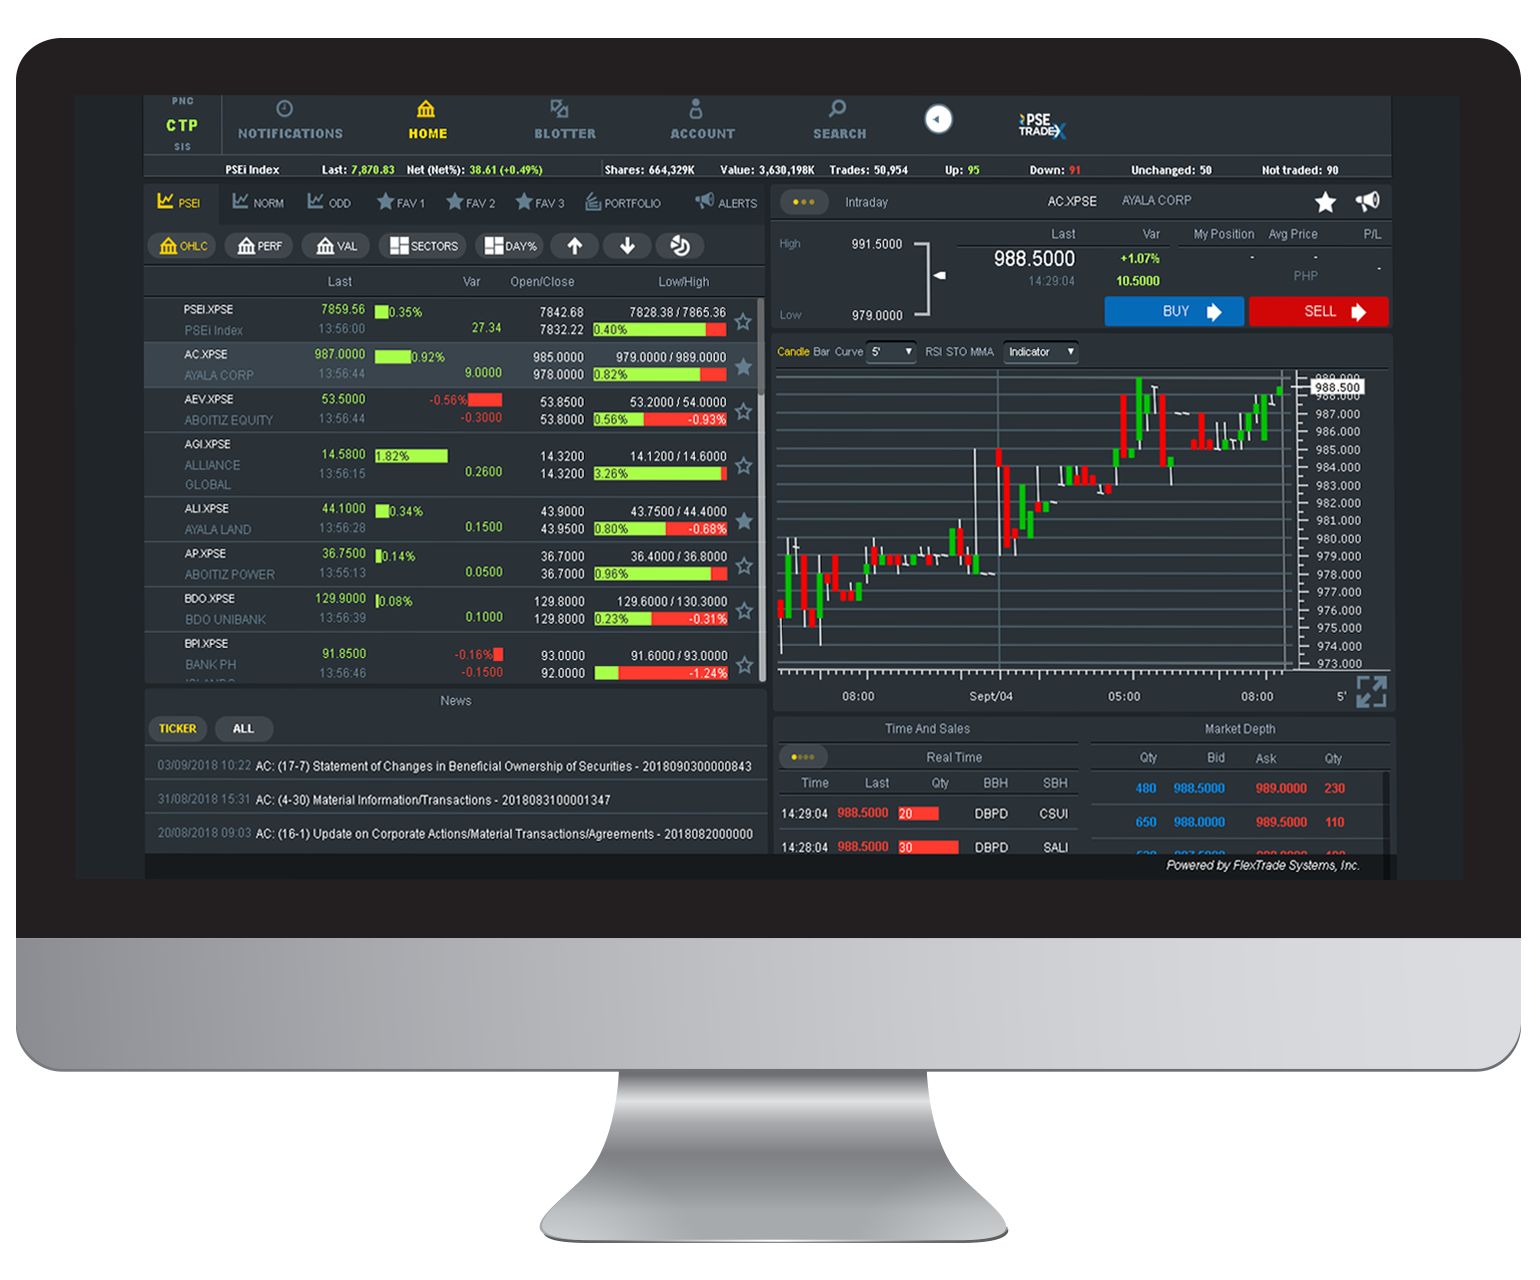 PNC
CTP
SIS
NOTIFICATIONS
HOME
BLOTTER
ACCOUNT
SEARCH
PSE
TRADEX
PSEi Index Last: 7,870.83 Net (Net%): 38.61 (+0.49%) Shares: 664,329K Value: 3,630,198K Trades: 50,954 Up: 95 Down: 91 Unchanged: 50 Not traded: 90
PSEI NORM ODD FAV 1 FAV 2 FAV 3 PORTFOLIO ALERTS
OHLC PERF VAL SECTORS DAY%
Last Var Open/Close Low/High
PSEI.XPSE 7859.56 0.35% 7842.68 7828.38 / 7865.36
PSEi Index 13:56:00 27.34 7832.22 0.40%
AC.XPSE 987.0000 0.92% 985.0000 979.0000 / 989.0000
AYALA CORP 13:56:44 9.0000 978.0000 0.82%
AEV.XPSE 53.5000 -0.56% 53.8500 53.2000 / 54.0000
ABOITIZ EQUITY 13:56:44 -0.3000 53.8000 0.56% -0.93%
AGI.XPSE
ALLIANCE 14.5800 1.82% 14.3200 14.1200 / 14.6000
GLOBAL 13:56:15 0.2600 14.3200 3.26%
ALI.XPSE 44.1000 0.34% 43.9000 43.7500 / 44.4000
AYALA LAND 13:56:28 0.1500 43.9500 0.80% -0.68%
AP.XPSE 36.7500 0.14% 36.7000 36.4000 / 36.8000
ABOITIZ POWER 13:55:13 0.0500 36.7000 0.96%
BDO.XPSE 129.9000 0.08% 129.8000 129.6000 / 130.3000
BDO UNIBANK 13:56:39 0.1000 129.8000 0.23% -0.31%
BPI.XPSE 91.8500 -0.16% 93.0000 91.6000 / 93.0000
BANK PH 13:56:46 -0.1500 92.0000 -1.24%
News
TICKER ALL
03/09/2018 10:22 AC: (17-7) Statement of Changes in Beneficial Ownership of Securities - 2018090300000843
31/08/2018 15:31 AC: (4-30) Material Information/Transactions - 2018083100001347
20/08/2018 09:03 AC: (16-1) Update on Corporate Actions/Material Transactions/Agreements - 2018082000000
Intraday AC.XPSE AYALA CORP
High 991.5000
Low 979.0000
Last Var My Position Avg Price P/L
988.5000 +1.07% - - -
14:29:04 10.5000 PHP
BUY SELL
Candle Bar Curve 5' RSI STO MMA Indicator
988.500
987.000
986.000
985.000
984.000
983.000
982.000
981.000
980.000
979.000
978.000
977.000
976.000
975.000
974.000
973.000
08:00 Sept/04 05:00 08:00 5'
Time And Sales
Real Time
Time Last Qty BBH SBH
14:29:04 988.5000 20 DBPD CSUI
14:28:04 988.5000 30 DBPD SALI
Market Depth
Qty Bid Ask Qty
480 988.5000 989.0000 230
650 988.0000 989.5000 110
Powered by FlexTrade Systems, Inc.